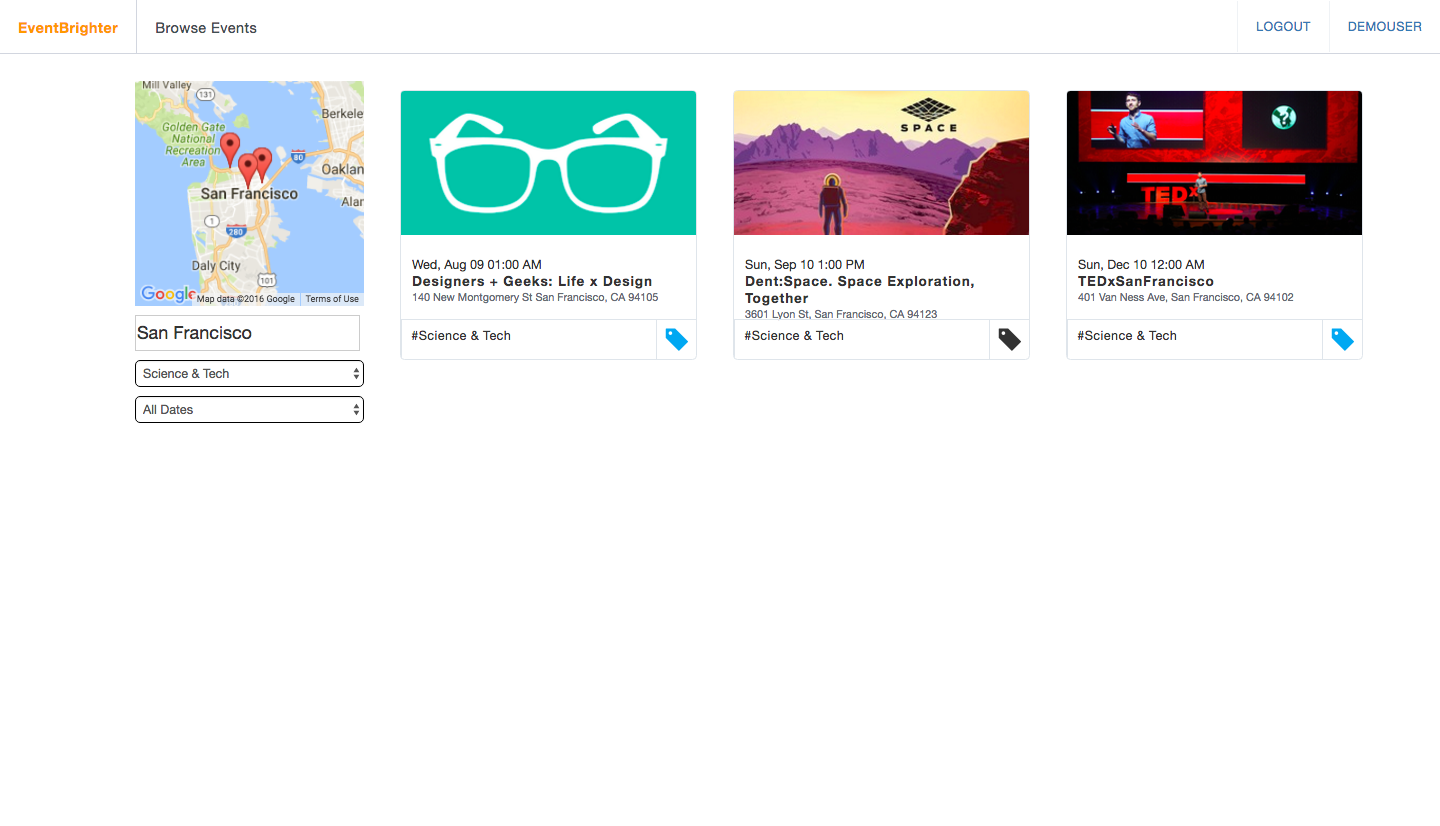 EventBrighter
Browse Events
LOGOUT
DEMOUSER
Mill Valley
131
Berkele
Golden Gate
National
Recreation
Area
80
Oaklan
San Francisco
Alar
1
280
Daly City
101
Google
Map data ©2016 Google
Terms of Use
San Francisco
Science & Tech
All Dates
Wed, Aug 09 01:00 AM
Designers + Geeks: Life x Design
140 New Montgomery St San Francisco, CA 94105
#Science & Tech
SPACE
Sun, Sep 10 1:00 PM
Dent:Space. Space Exploration,
Together
3601 Lyon St, San Francisco, CA 94123
#Science & Tech
TEDx
Sun, Dec 10 12:00 AM
TEDxSanFrancisco
401 Van Ness Ave, San Francisco, CA 94102
#Science & Tech